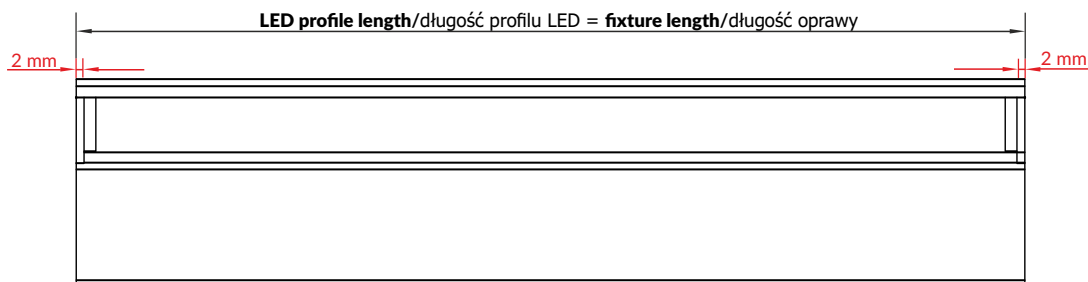 LED profile length/długość profilu LED = fixture length/długość oprawy
2 mm
2 mm